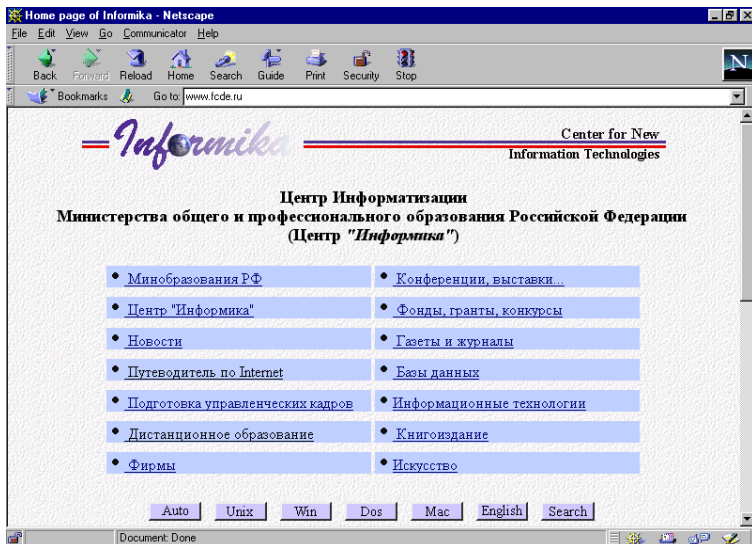 Home page of Informika - Netscape
File Edit View Go Communicator Help
Back Forward Reload Home Search Guide Print Security Stop
N
Bookmarks Go to: www.fcde.ru
Informika Center for New
Information Technologies
Центр Информатизации
Министерства общего и профессионального образования Российской Федерации
(Центр "Информика")
Минобразования РФ Конференции, выставки...
Центр "Информика" Фонды, гранты, конкурсы
Новости Газеты и журналы
Путеводитель по Internet Базы данных
Подготовка управленческих кадров Информационные технологии
Дистанционное образование Книгоиздание
Фирмы Искусство
Auto Unix Win Dos Mac English Search
Document: Done